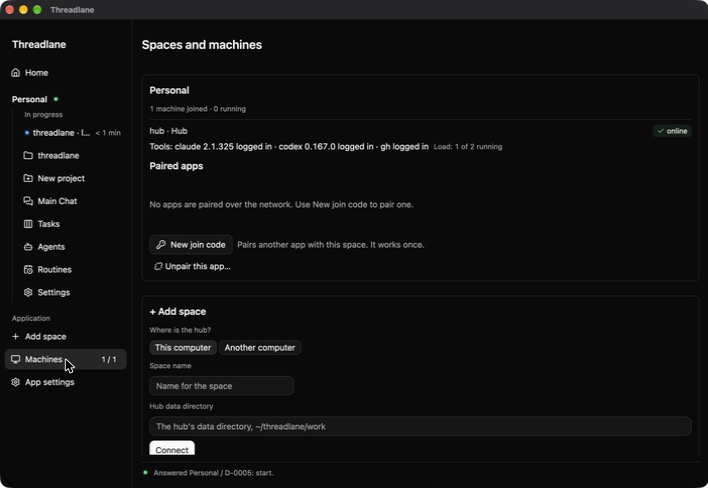 Threadlane
Threadlane
Home
Personal
In progress
threadlane · l... < 1 min
threadlane
New project
Main Chat
Tasks
Agents
Routines
Settings
Application
Add space
Machines 1 / 1
App settings
Spaces and machines
Personal
1 machine joined · 0 running
hub · Hub
online
Tools: claude 2.1.325 logged in · codex 0.167.0 logged in · gh logged in Load: 1 of 2 running
Paired apps
No apps are paired over the network. Use New join code to pair one.
New join code Pairs another app with this space. It works once.
Unpair this app...
+ Add space
Where is the hub?
This computer Another computer
Space name
Name for the space
Hub data directory
The hub's data directory, ~/threadlane/work
Connect
Answered Personal / D-0005: start.